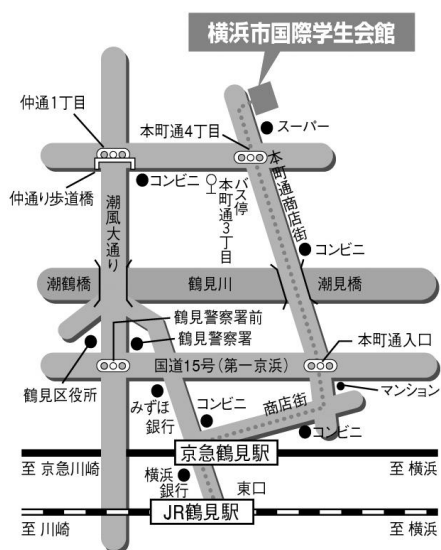 横浜市国際学生会館
仲通1丁目
本町通4丁目
スーパー
仲通り歩道橋
コンビニ
バス停
本町通3丁目
本町通商店街
潮風大通り
コンビニ
潮鶴橋
鶴見川
潮見橋
鶴見警察署前
鶴見警察署
本町通入口
国道15号(第一京浜)
鶴見区役所
みずほ
銀行
コンビニ
商店街
マンション
コンビニ
京急鶴見駅
至 京急川崎
至 横浜
横浜
銀行
東口
JR鶴見駅
至 川崎
至 横浜